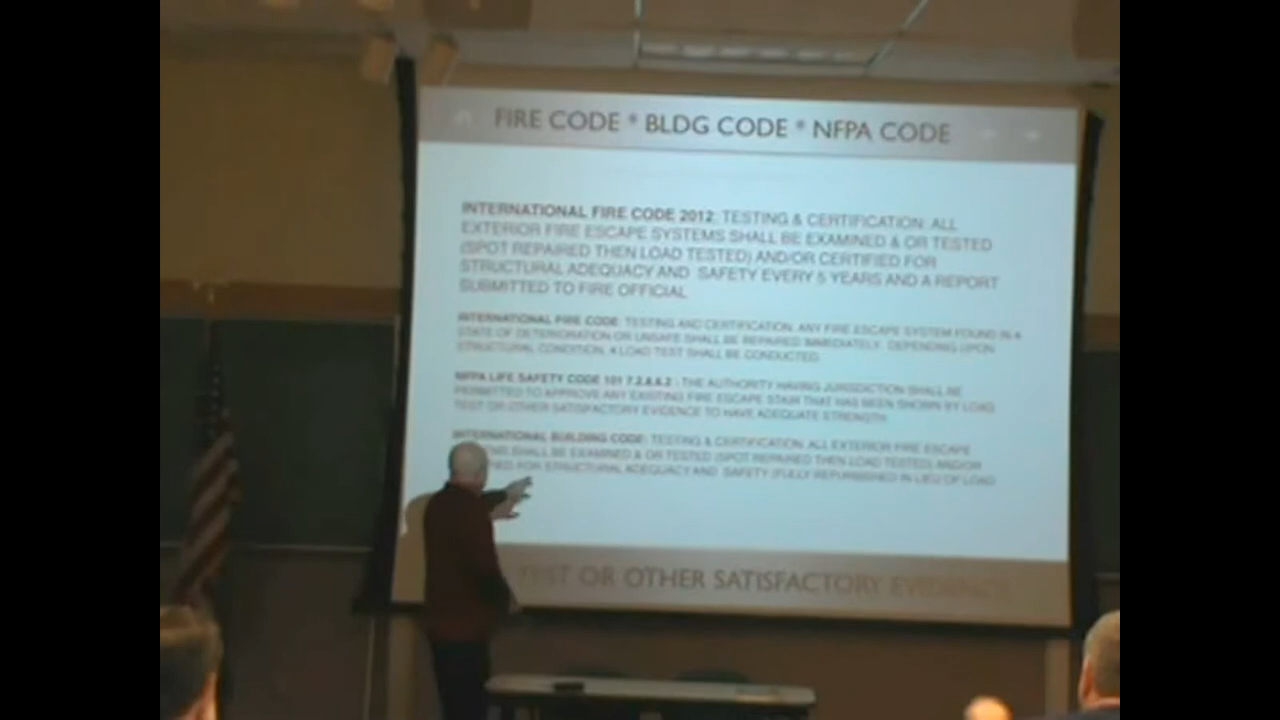 FIRE CODE * BLDG CODE * NFPA CODE
INTERNATIONAL FIRE CODE 2012: TESTING & CERTIFICATION: ALL
EXTERIOR FIRE ESCAPE SYSTEMS SHALL BE EXAMINED & OR TESTED
(SPOT REPAIRED THEN LOAD TESTED) AND/OR CERTIFIED FOR
STRUCTURAL ADEQUACY AND SAFETY EVERY 5 YEARS AND A REPORT
SUBMITTED TO FIRE OFFICIAL
INTERNATIONAL FIRE CODE: TESTING AND CERTIFICATION: ANY FIRE ESCAPE SYSTEM FOUND IN A
STATE OF DETERIORATION OR UNSAFE SHALL BE REPAIRED IMMEDIATELY. DEPENDING UPON
STRUCTURAL CONDITION, A LOAD TEST SHALL BE CONDUCTED.
NFPA LIFE SAFETY CODE 101 : THE AUTHORITY HAVING JURISDICTION SHALL BE
PERMITTED TO APPROVE ANY EXISTING FIRE ESCAPE STAIR THAT HAS BEEN SHOWN BY LOAD
TEST OR OTHER SATISFACTORY EVIDENCE TO HAVE ADEQUATE STRENGTH.
INTERNATIONAL BUILDING CODE: TESTING & CERTIFICATION: ALL EXTERIOR FIRE ESCAPE
SHALL BE EXAMINED & OR TESTED (SPOT REPAIRED THEN LOAD TESTED) AND/OR
FOR STRUCTURAL ADEQUACY AND SAFETY (FULLY REFURBISHED IN LIEU OF LOAD
TEST OR OTHER SATISFACTORY EVIDENCE